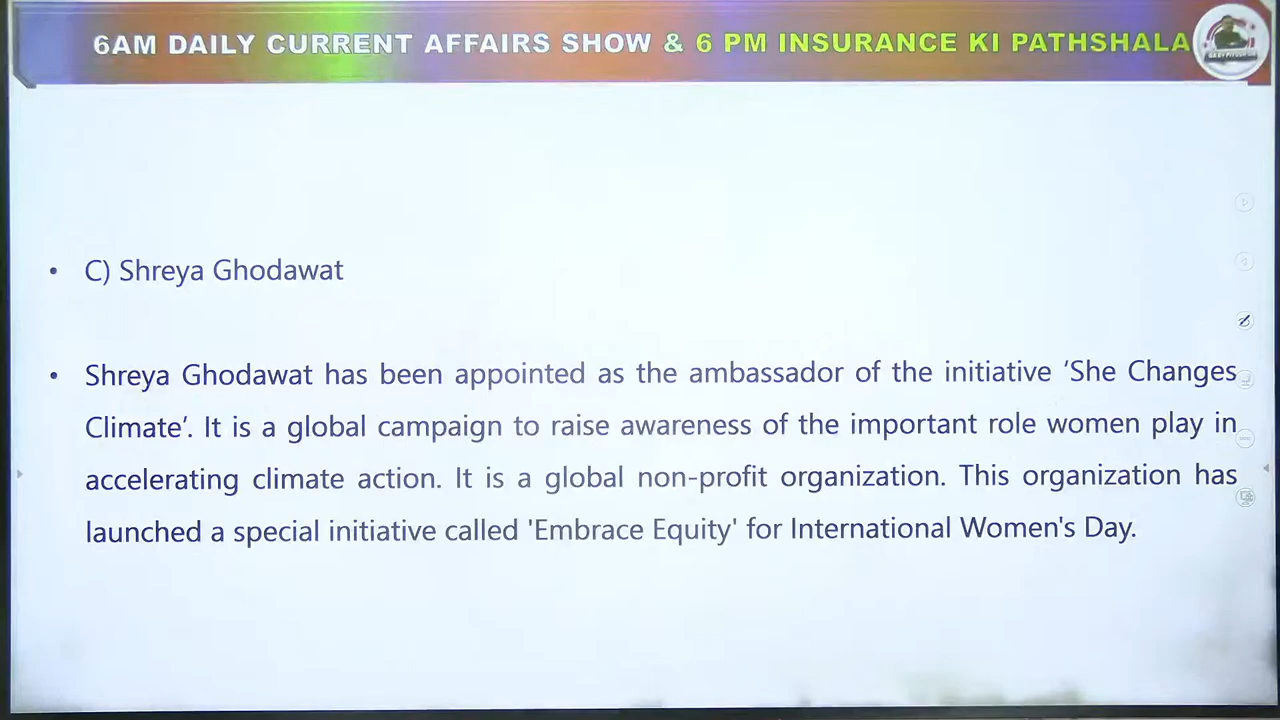 6AM DAILY CURRENT AFFAIRS SHOW & 6 PM INSURANCE KI PATHSHALA
• C) Shreya Ghodawat
• Shreya Ghodawat has been appointed as the ambassador of the initiative ‘She Changes
Climate’. It is a global campaign to raise awareness of the important role women play in
accelerating climate action. It is a global non-profit organization. This organization has
launched a special initiative called 'Embrace Equity' for International Women's Day.